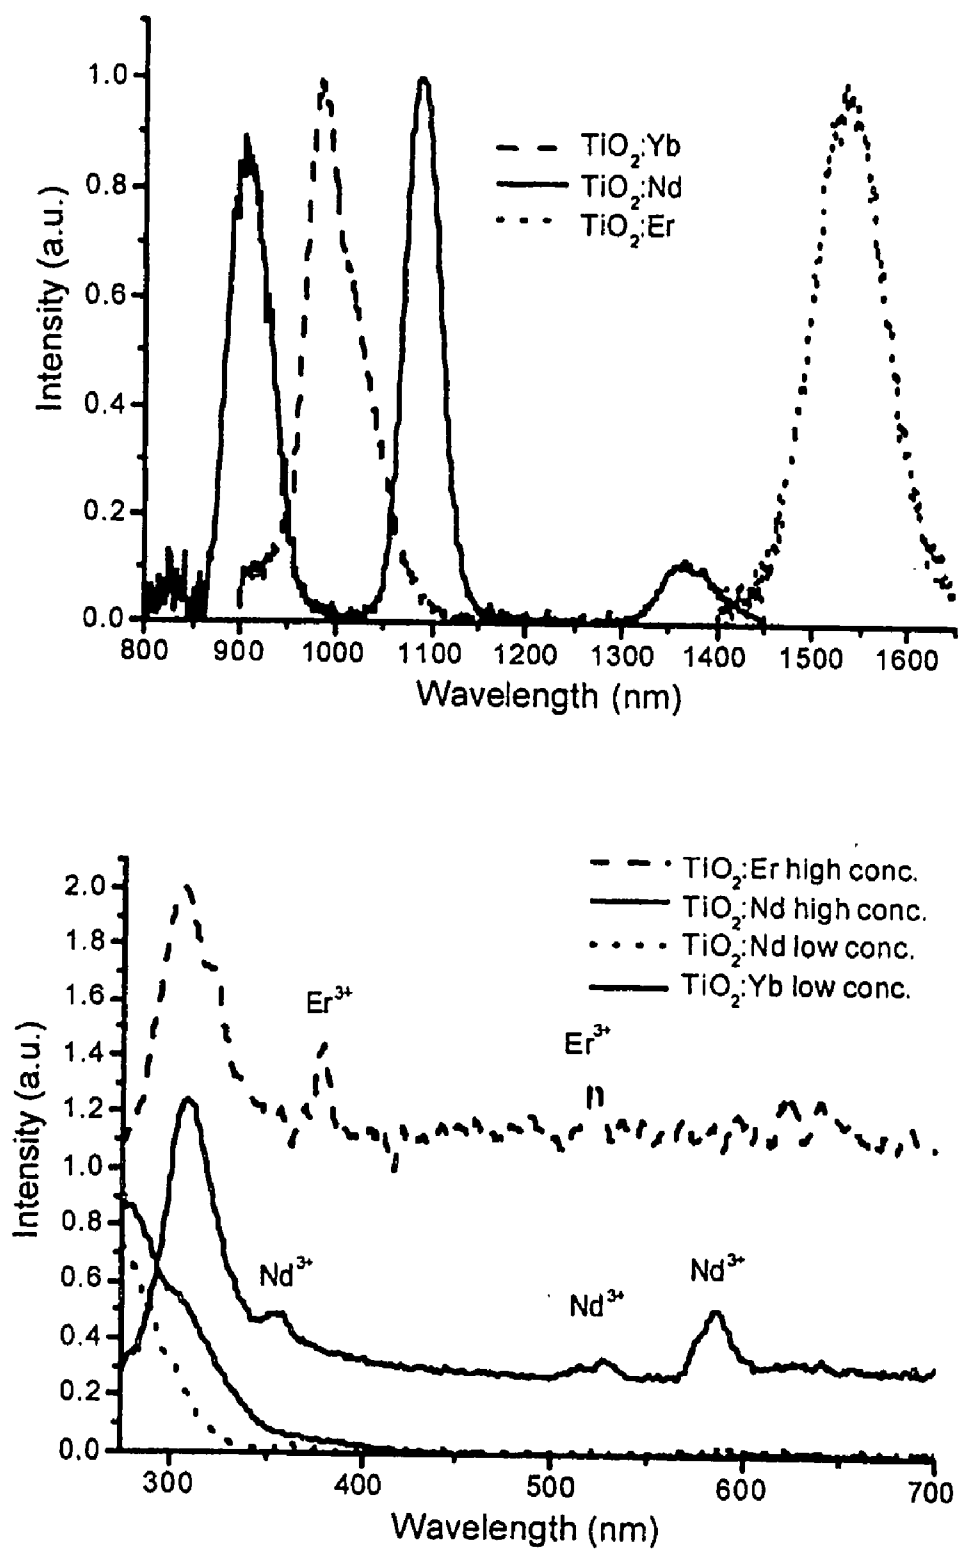 1.0
0.8
0.6
0.4
0.2
0.0
Intensity (a.u.)
TiO2:Yb
TiO2:Nd
TiO2:Er
800 900 1000 1100 1200 1300 1400 1500 1600
Wavelength (nm)
2.0
1.8
1.6
1.4
1.2
1.0
0.8
0.6
0.4
0.2
0.0
Intensity (a.u.)
TiO2:Er high conc.
TiO2:Nd high conc.
TiO2:Nd low conc.
TiO2:Yb low conc.
Er3+
Er3+
Nd3+
Nd3+
Nd3+
300 400 500 600 700
Wavelength (nm)